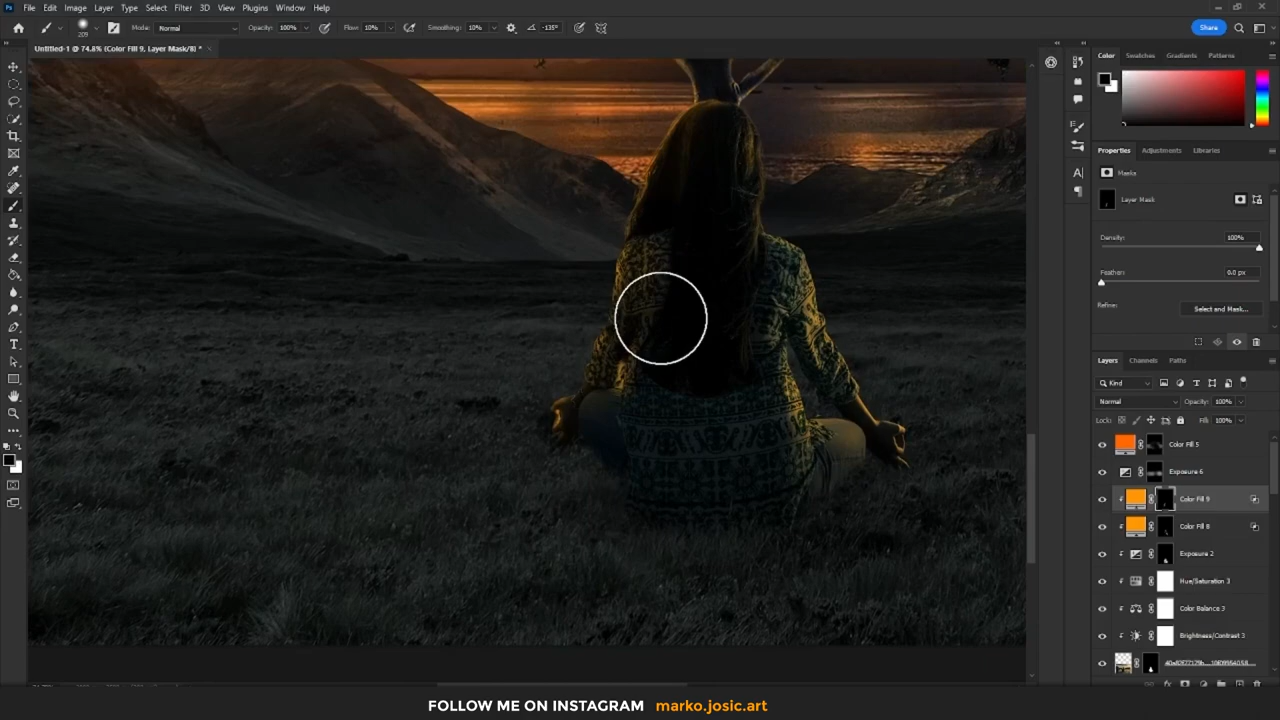 Ps File Edit Image Layer Type Select Filter 3D View Plugins Window Help
209 Mode: Normal Opacity: 100% Flow: 10% Smoothing: 10% -135° Share
Untitled-1 @ 74.8% (Color Fill 9, Layer Mask/8) * ×
Color Swatches Gradients Patterns
Properties Adjustments Libraries
Masks
Layer Mask
Density: 100%
Feather: 0.0 px
Refine: Select and Mask...
Layers Channels Paths
Kind
Normal Opacity: 100%
Lock: Fill: 100%
Color Fill 5
Exposure 6
Color Fill 9
Color Fill 8
Exposure 2
Hue/Saturation 3
Color Balance 3
Brightness/Contrast 3
FOLLOW ME ON INSTAGRAM marko.josic.art